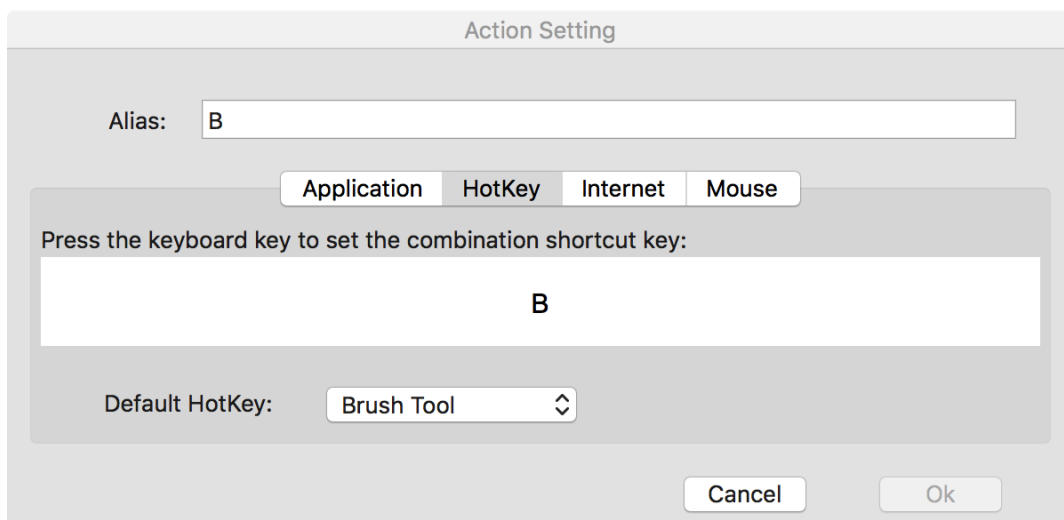 Action Setting
Alias: B
Application HotKey Internet Mouse
Press the keyboard key to set the combination shortcut key:
B
Default HotKey: Brush Tool
Cancel Ok